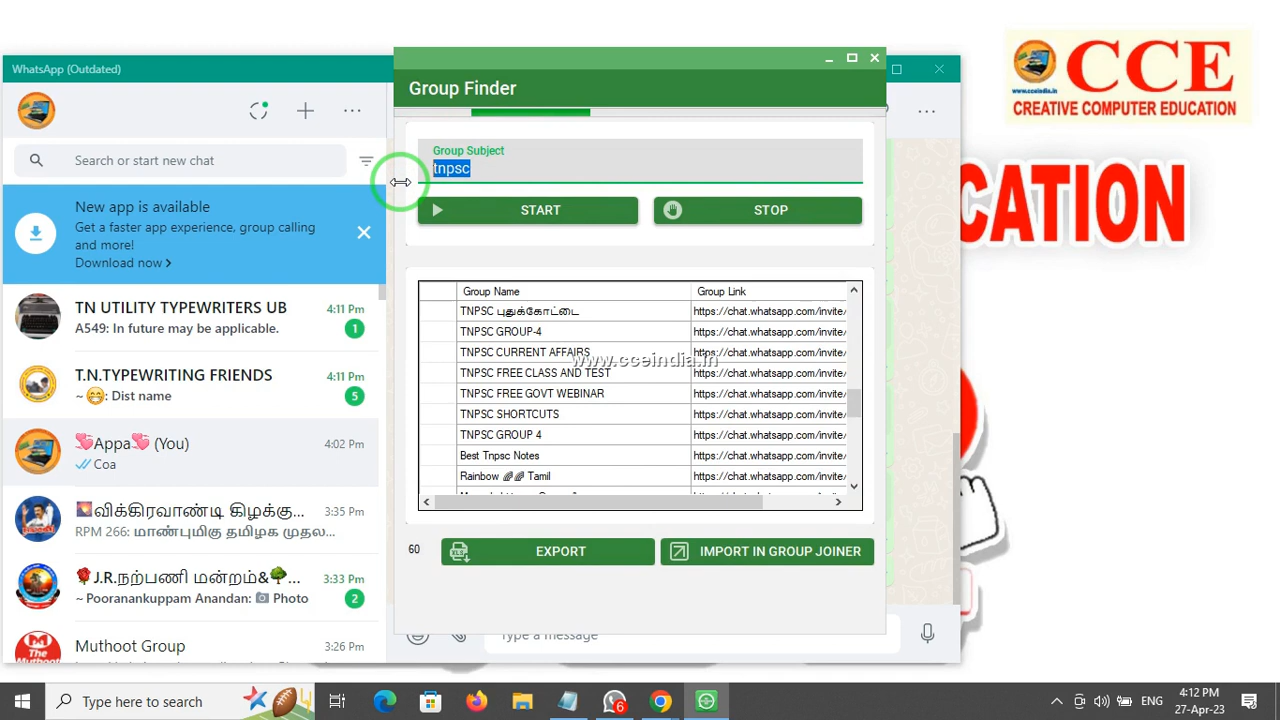 WhatsApp (Outdated)
Search or start new chat
New app is available
Get a faster app experience, group calling
and more!
Download now >
TN UTILITY TYPEWRITERS UB
4:11 Pm
A549: In future may be applicable.
1
T.N.TYPEWRITING FRIENDS
4:11 Pm
~ 😊: Dist name
5
💞Appa💞 (You)
4:02 Pm
Coa
🌄விக்கிரவாண்டி கிழக்கு...
3:35 Pm
RPM 266: மாண்புமிகு தமிழக முதல...
🌹J.R.நற்பணி மன்றம்&🌳...
3:33 Pm
~ Pooranankuppam Anandan: 📷 Photo
2
Muthoot Group
3:26 Pm
Group Finder
Group Subject
tnpsc
START
STOP
Group Name
Group Link
TNPSC புதுக்கோட்டை
https://chat.whatsapp.com/invite/
TNPSC GROUP-4
https://chat.whatsapp.com/invite/
TNPSC CURRENT AFFAIRS
https://chat.whatsapp.com/invite/
TNPSC FREE CLASS AND TEST
https://chat.whatsapp.com/invite/
TNPSC FREE GOVT WEBINAR
https://chat.whatsapp.com/invite/
TNPSC SHORTCUTS
https://chat.whatsapp.com/invite/
TNPSC GROUP 4
https://chat.whatsapp.com/invite/
Best Tnpsc Notes
https://chat.whatsapp.com/invite/
Rainbow 🌈🌈 Tamil
https://chat.whatsapp.com/invite/
www.cceindia.in
60
EXPORT
IMPORT IN GROUP JOINER
Type a message
www.cceindia.in
CCE
CREATIVE COMPUTER EDUCATION
CATION
Type here to search
6
ENG
4:12 PM
27-Apr-23